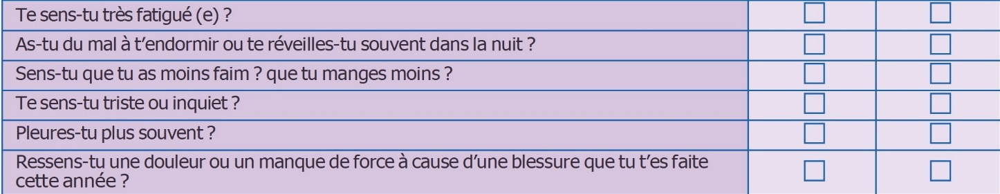 Te sens-tu très fatigué (e) ?
As-tu du mal à t’endormir ou te réveilles-tu souvent dans la nuit ?
Sens-tu que tu as moins faim ? que tu manges moins ?
Te sens-tu triste ou inquiet ?
Pleures-tu plus souvent ?
Ressens-tu une douleur ou un manque de force à cause d’une blessure que tu t’es faite
cette année ?